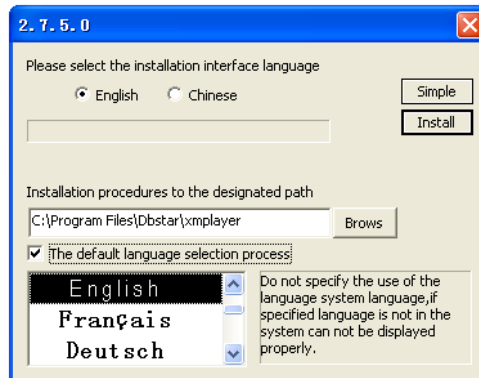 2.7.5.0
Please select the installation interface language
English Chinese
Simple
Install
Installation procedures to the designated path
C:\Program Files\Dbstar\xmplayer Brows
The default language selection process
English
Français
Deutsch
Do not specify the use of the
language system language,if
specified language is not in the
system can not be displayed
properly.